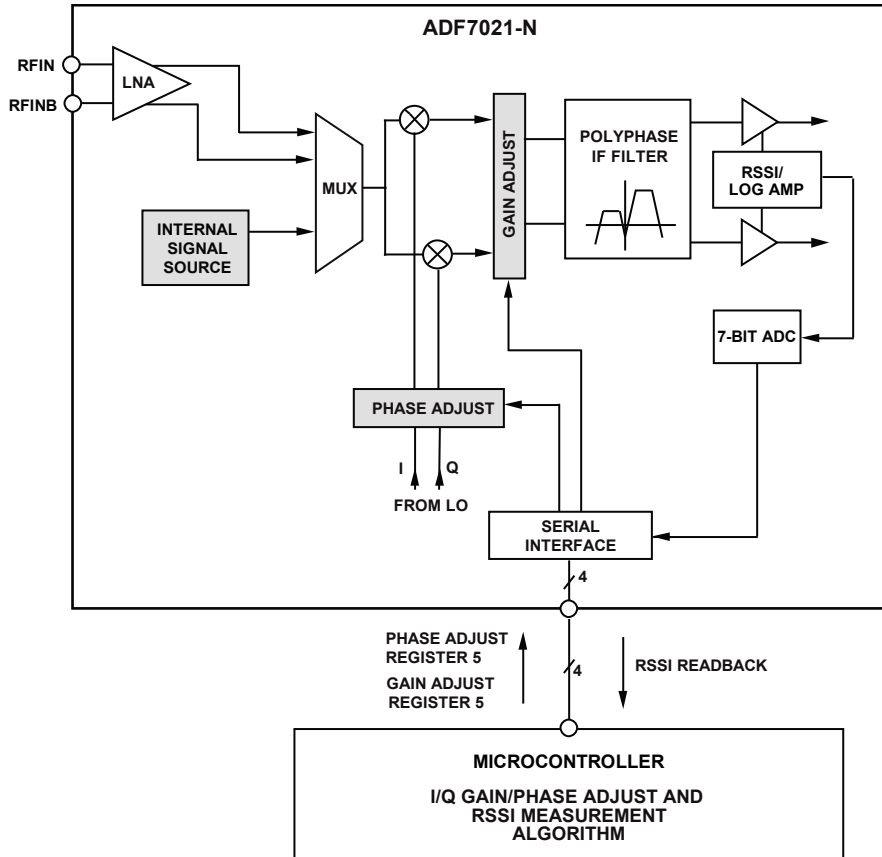 ADF7021-N
RFIN
RFINB
LNA
MUX
INTERNAL
SIGNAL
SOURCE
GAIN ADJUST
POLYPHASE
IF FILTER
RSSI/
LOG AMP
7-BIT ADC
PHASE ADJUST
I
Q
FROM LO
SERIAL
INTERFACE
4
PHASE ADJUST
REGISTER 5
GAIN ADJUST
REGISTER 5
4
RSSI READBACK
MICROCONTROLLER
I/Q GAIN/PHASE ADJUST AND
RSSI MEASUREMENT
ALGORITHM